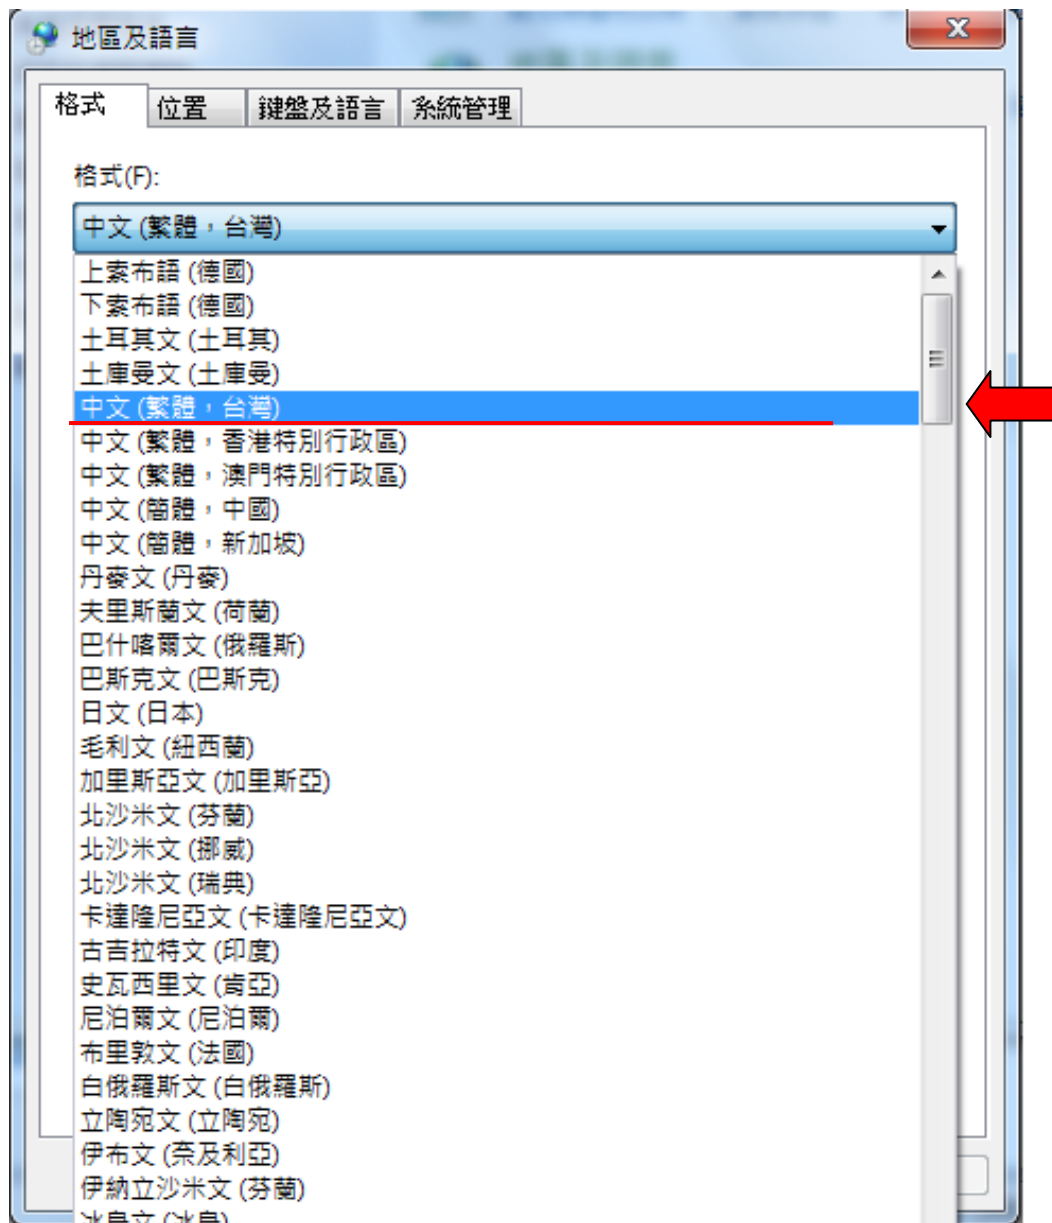 地區及語言
格式 位置 鍵盤及語言 系統管理
格式(F):
中文 (繁體，台灣)
上索布語 (德國)
下索布語 (德國)
土耳其文 (土耳其)
土庫曼文 (土庫曼)
中文 (繁體，台灣)
中文 (繁體，香港特別行政區)
中文 (繁體，澳門特別行政區)
中文 (簡體，中國)
中文 (簡體，新加坡)
丹麥文 (丹麥)
夫里斯蘭文 (荷蘭)
巴什喀爾文 (俄羅斯)
巴斯克文 (巴斯克)
日文 (日本)
毛利文 (紐西蘭)
加里斯亞文 (加里斯亞)
北沙米文 (芬蘭)
北沙米文 (挪威)
北沙米文 (瑞典)
卡達隆尼亞文 (卡達隆尼亞文)
古吉拉特文 (印度)
史瓦西里文 (肯亞)
尼泊爾文 (尼泊爾)
布里敦文 (法國)
白俄羅斯文 (白俄羅斯)
立陶宛文 (立陶宛)
伊布文 (奈及利亞)
伊納立沙米文 (芬蘭)
冰島文 (冰島)